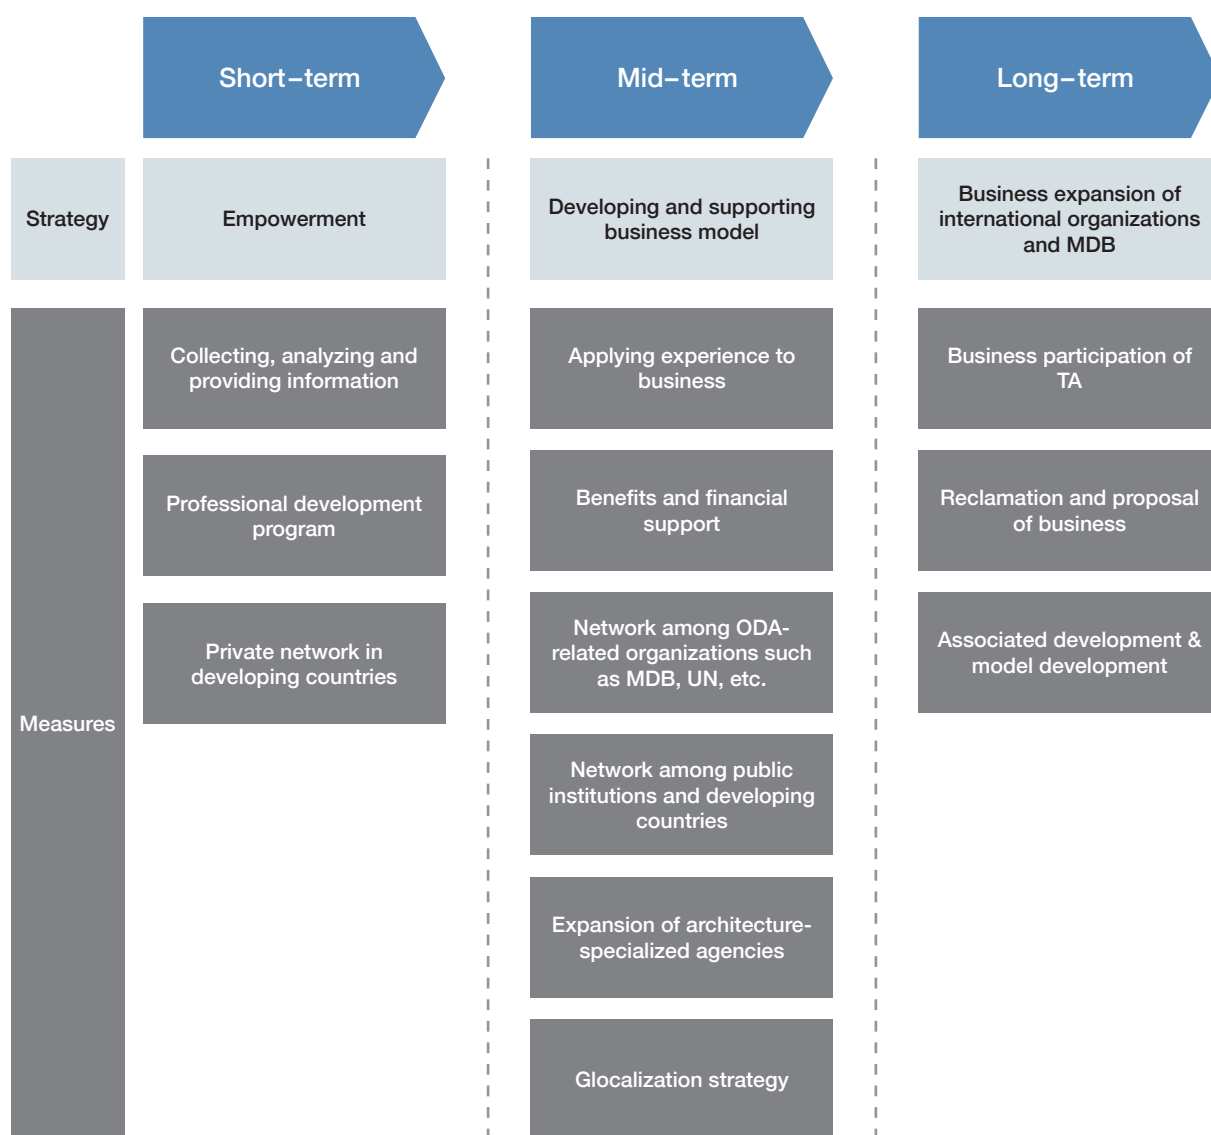 Short–term
Mid–term
Long–term
Strategy
Empowerment
Developing and supporting
business model
Business expansion of
international organizations
and MDB
Measures
Collecting, analyzing and
providing information
Professional development
program
Private network in
developing countries
Applying experience to
business
Benefits and financial
support
Network among ODA-
related organizations such
as MDB, UN, etc.
Network among public
institutions and developing
countries
Expansion of architecture-
specialized agencies
Glocalization strategy
Business participation of
TA
Reclamation and proposal
of business
Associated development &
model development